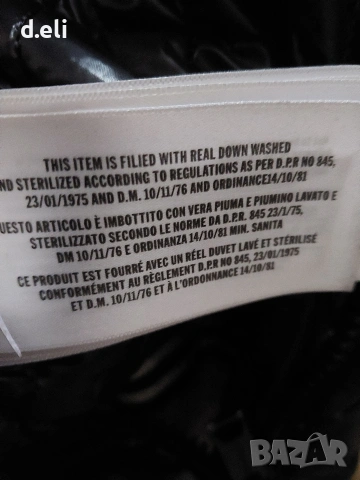 d.eli
THIS ITEM IS FILIED WITH REAL DOWN WASHED
ND STERILIZED ACCORDING TO REGULATIONS AS PER D.P.R NO 845,
23/01/1975 AND D.M. 10/11/76 AND ORDINANCE14/10/81
UESTO ARTICOLO È IMBOTTITO CON VERA PIUMA E PIUMINO LAVATO E
STERILIZZATO SECONDO LE NORME DA D.P.R. 845 23/1/75,
DM 10/11/76 E ORDINANZA 14/10/81 MIN. SANITA
CE PRODUIT EST FOURRÉ AVEC UN RÉEL DUVET LAVÉ ET STÉRILISÉ
CONFORMÉMENT AU RÈGLEMENT D.P.R NO 845, 23/01/1975
ET D.M. 10/11/76 ET À L'ORDONNANCE 14/10/81
BAZAR